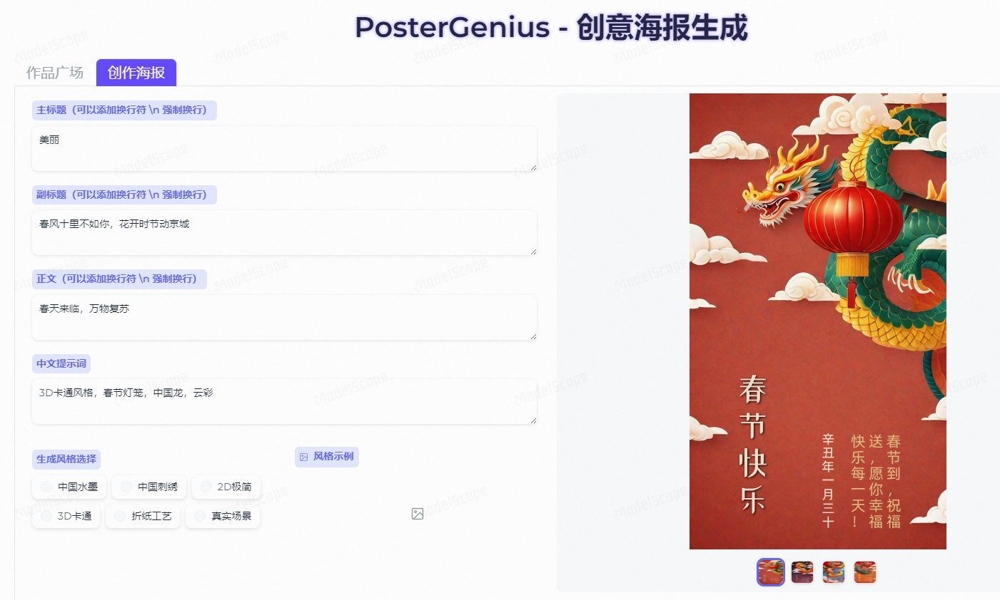 PosterGenius - 创意海报生成
作品广场
创作海报
主标题（可以添加换行符 \n 强制换行）
美丽
副标题（可以添加换行符 \n 强制换行）
春风十里不如你，花开时节动京城
正文（可以添加换行符 \n 强制换行）
春天来临，万物复苏
中文提示词
3D卡通风格，春节灯笼，中国龙，云彩
生成风格选择
中国水墨
中国刺绣
2D极简
3D卡通
折纸工艺
真实场景
风格示例
春节快乐
辛丑年一月三十
春节到，祝福
送，愿你幸福
快乐每一天！
ModelScope